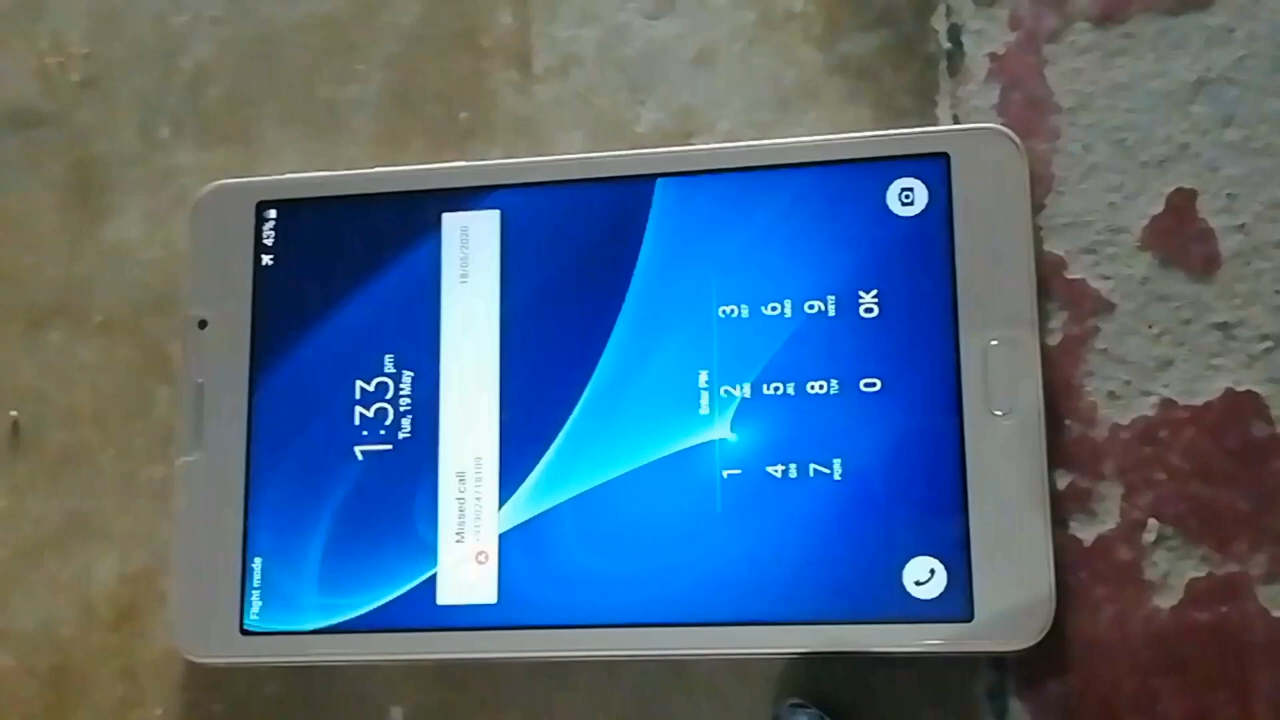 Flight mode 43%
1:33 pm
Tue, 19 May
Missed call 18/05/2020
Enter PIN
1 2 ABC 3 DEF
4 GHI 5 JKL 6 MNO
7 PQRS 8 TUV 9 WXYZ
0 OK